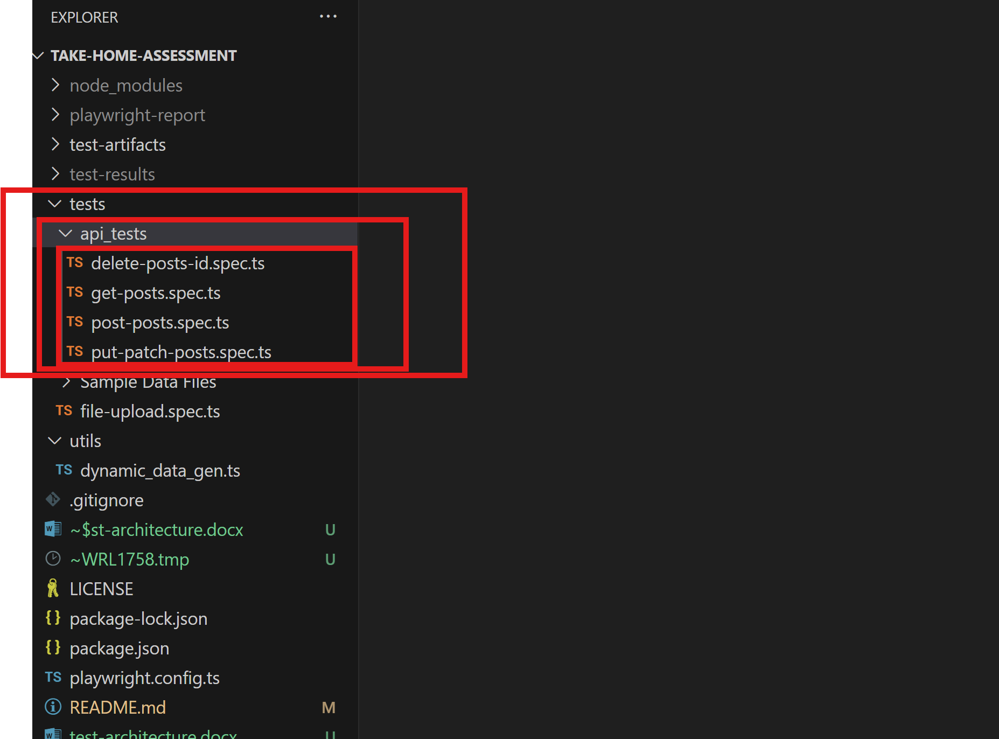 EXPLORER ...
TAKE-HOME-ASSESSMENT
node_modules
playwright-report
test-artifacts
test-results
tests
api_tests
TS delete-posts-id.spec.ts
TS get-posts.spec.ts
TS post-posts.spec.ts
TS put-patch-posts.spec.ts
Sample Data Files
TS file-upload.spec.ts
utils
TS dynamic_data_gen.ts
.gitignore
W ~$st-architecture.docx U
~WRL1758.tmp U
LICENSE
{} package-lock.json
{} package.json
TS playwright.config.ts
README.md M
W test-architecture.docx U